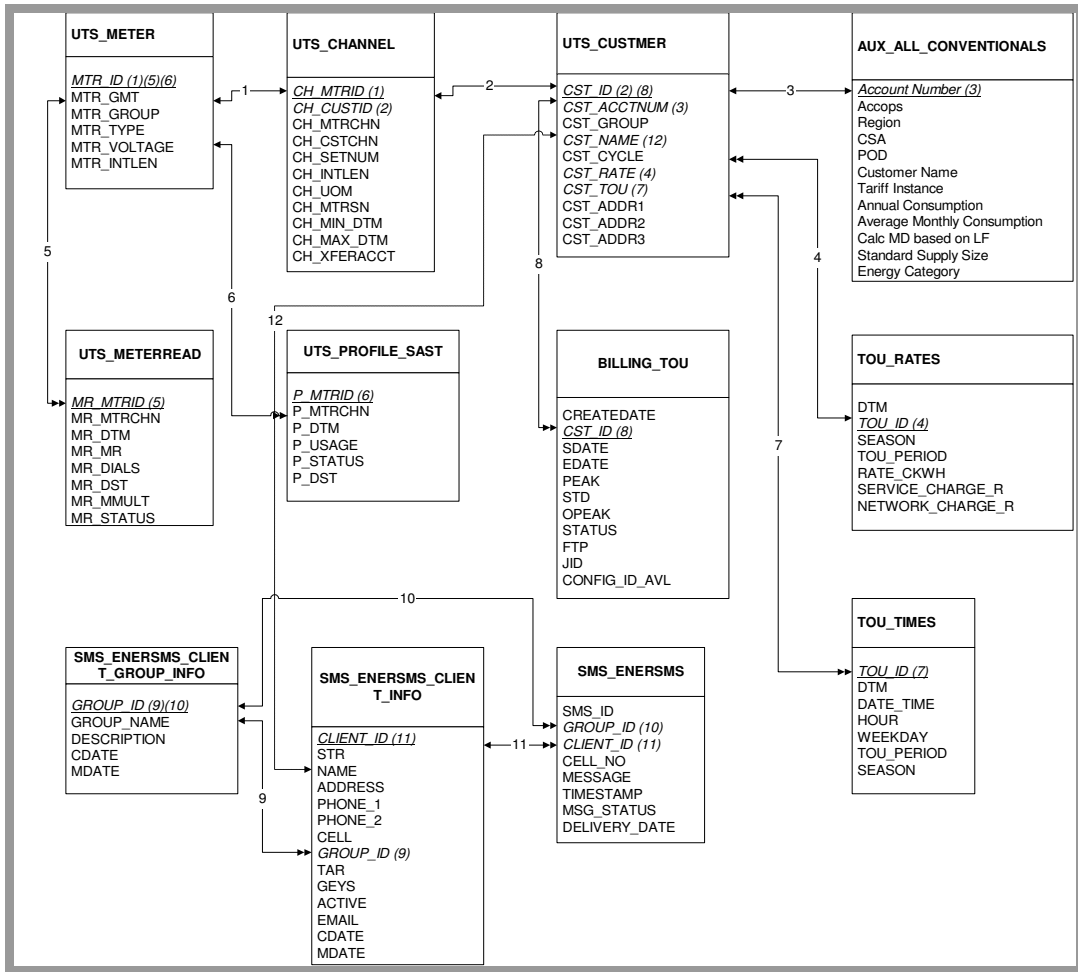 UTS_METER
MTR_ID (1)(5)(6)
MTR_GMT
MTR_GROUP
MTR_TYPE
MTR_VOLTAGE
MTR_INTLEN
UTS_CHANNEL
CH_MTRID (1)
CH_CUSTID (2)
CH_MTRCHN
CH_CSTCHN
CH_SETNUM
CH_INTLEN
CH_UOM
CH_MTRSN
CH_MIN_DTM
CH_MAX_DTM
CH_XFERACCT
UTS_CUSTMER
CST_ID (2) (8)
CST_ACCTNUM (3)
CST_GROUP
CST_NAME (12)
CST_CYCLE
CST_RATE (4)
CST_TOU (7)
CST_ADDR1
CST_ADDR2
CST_ADDR3
AUX_ALL_CONVENTIONALS
Account Number (3)
Accops
Region
CSA
POD
Customer Name
Tariff Instance
Annual Consumption
Average Monthly Consumption
Calc MD based on LF
Standard Supply Size
Energy Category
1
2
3
5
6
12
8
4
7
UTS_METERREAD
MR_MTRID (5)
MR_MTRCHN
MR_DTM
MR_MR
MR_DIALS
MR_DST
MR_MMULT
MR_STATUS
UTS_PROFILE_SAST
P_MTRID (6)
P_MTRCHN
P_DTM
P_USAGE
P_STATUS
P_DST
BILLING_TOU
CREATEDATE
CST_ID (8)
SDATE
EDATE
PEAK
STD
OPEAK
STATUS
FTP
JID
CONFIG_ID_AVL
TOU_RATES
DTM
TOU_ID (4)
SEASON
TOU_PERIOD
RATE_CKWH
SERVICE_CHARGE_R
NETWORK_CHARGE_R
10
9
11
SMS_ENERSMS_CLIEN
T_GROUP_INFO
GROUP_ID (9)(10)
GROUP_NAME
DESCRIPTION
CDATE
MDATE
SMS_ENERSMS_CLIEN
T_INFO
CLIENT_ID (11)
STR
NAME
ADDRESS
PHONE_1
PHONE_2
CELL
GROUP_ID (9)
TAR
GEYS
ACTIVE
EMAIL
CDATE
MDATE
SMS_ENERSMS
SMS_ID
GROUP_ID (10)
CLIENT_ID (11)
CELL_NO
MESSAGE
TIMESTAMP
MSG_STATUS
DELIVERY_DATE
TOU_TIMES
TOU_ID (7)
DTM
DATE_TIME
HOUR
WEEKDAY
TOU_PERIOD
SEASON